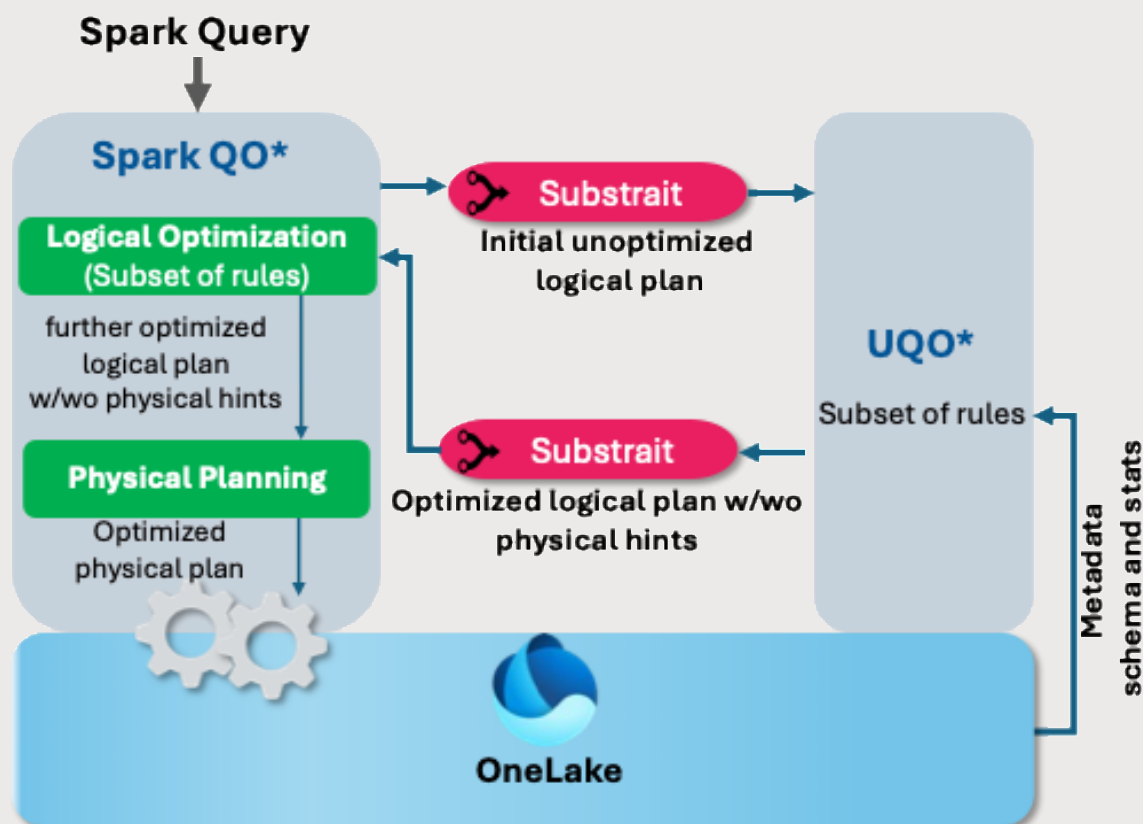 Spark Query
Spark QO*
Logical Optimization
(Subset of rules)
further optimized
logical plan
w/wo physical hints
Physical Planning
Optimized
physical plan
Substrait
Initial unoptimized
logical plan
Substrait
Optimized logical plan w/wo
physical hints
UQO*
Subset of rules
Metadata
schema and stats
OneLake